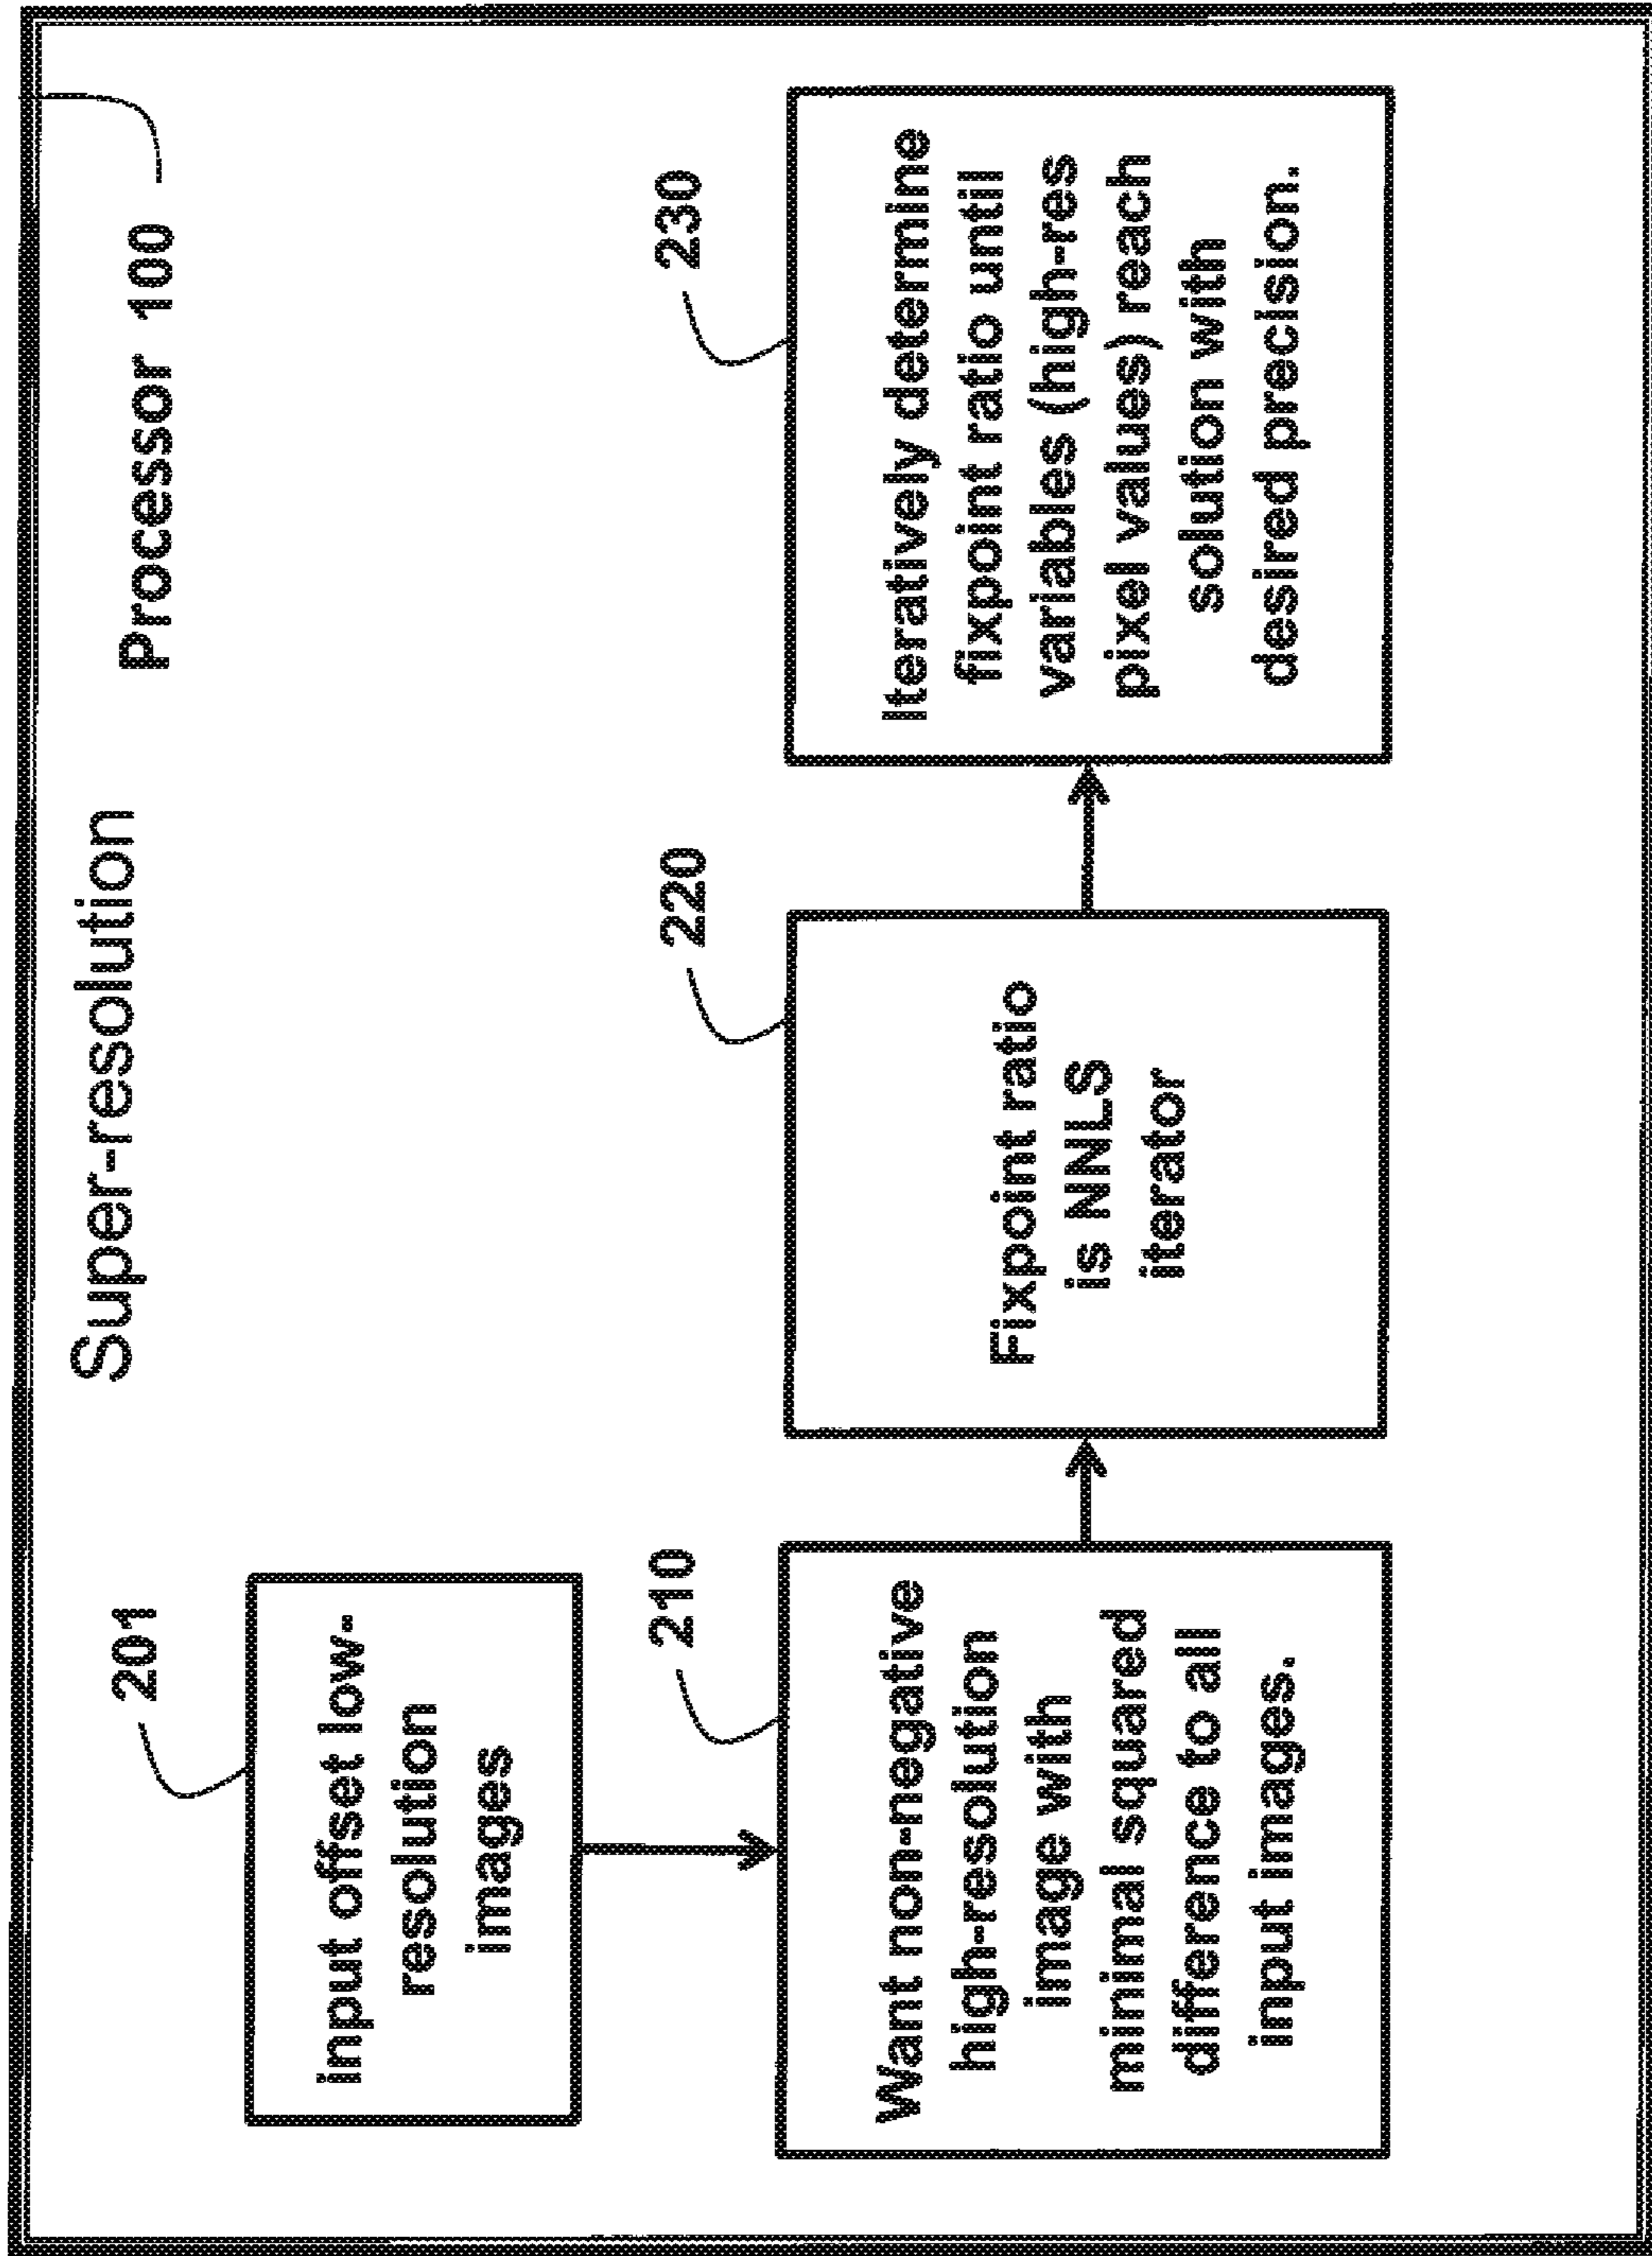 Super-resolution
Processor 100
201
input offset low-
resolution
images
210
Want non-negative
high-resolution
image with
minimal squared
difference to all
input images.
220
Fixpoint ratio
is NNLS
iterator
230
Iteratively determine
fixpoint ratio until
variables (high-res
pixel values) reach
solution with
desired precision.